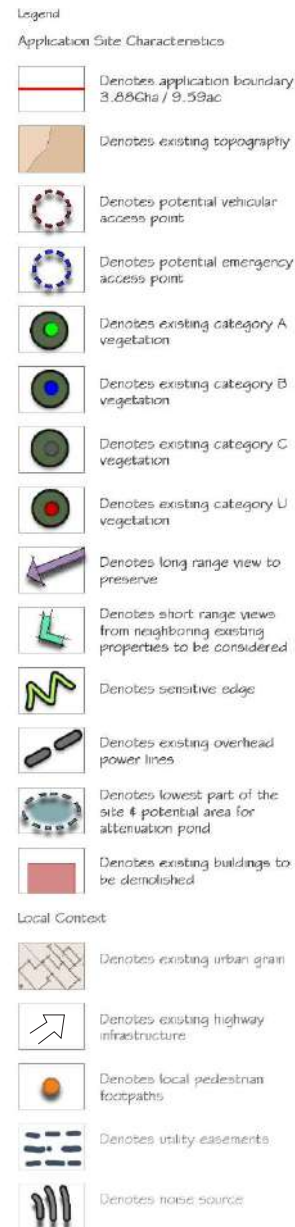 Legend
Application Site Characteristics
Denotes application boundary
3.886ha / 9.59ac
Denotes existing topography
Denotes potential vehicular
access point
Denotes potential emergency
access point
Denotes existing category A
vegetation
Denotes existing category B
vegetation
Denotes existing category C
vegetation
Denotes existing category U
vegetation
Denotes long range view to
preserve
Denotes short range views
from neighboring existing
properties to be considered
Denotes sensitive edge
Denotes existing overhead
power lines
Denotes lowest part of the
site & potential area for
attenuation pond
Denotes existing buildings to
be demolished
Local Context
Denotes existing urban grain
Denotes existing highway
infrastructure
Denotes local pedestrian
footpaths
Denotes utility easements
Denotes noise source